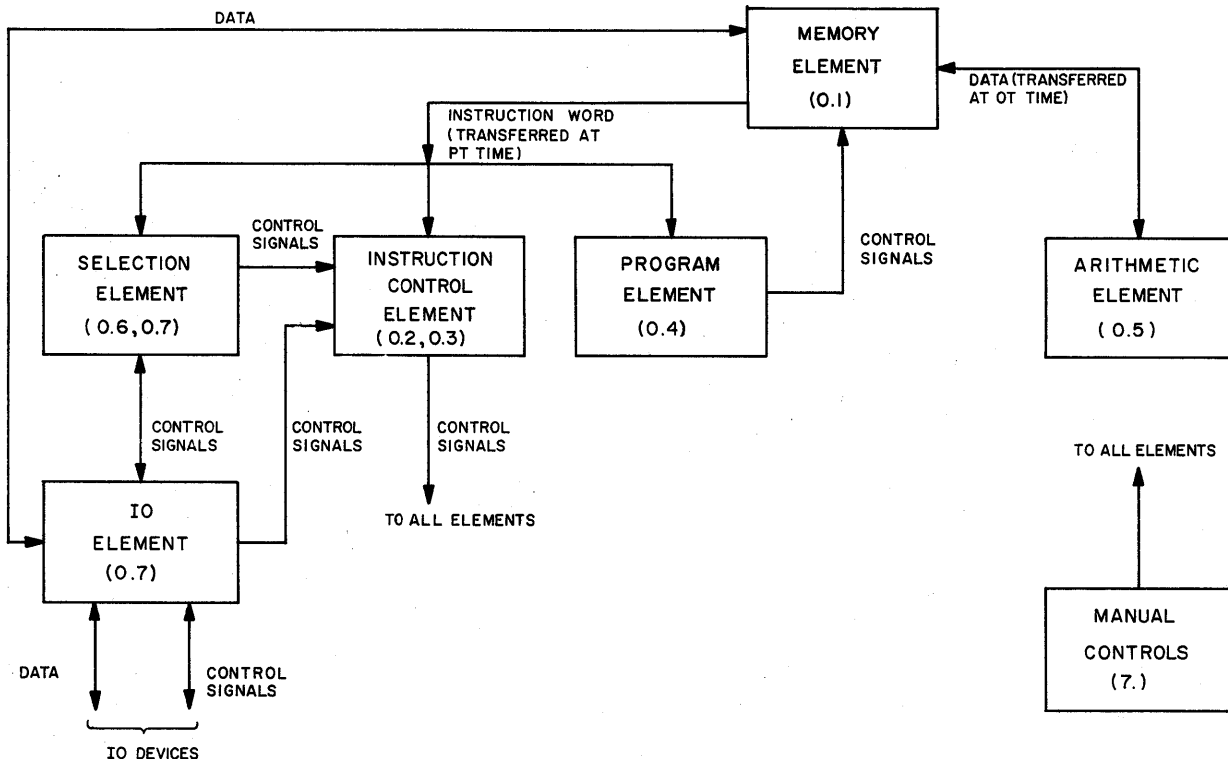 DATA
MEMORY
ELEMENT
(0.1)
DATA (TRANSFERRED
AT OT TIME)
INSTRUCTION WORD
(TRANSFERRED AT
PT TIME)
SELECTION
ELEMENT
(0.6, 0.7)
CONTROL
SIGNALS
INSTRUCTION
CONTROL
ELEMENT
(0.2, 0.3)
PROGRAM
ELEMENT
(0.4)
CONTROL
SIGNALS
ARITHMETIC
ELEMENT
(0.5)
CONTROL
SIGNALS
CONTROL
SIGNALS
CONTROL
SIGNALS
TO ALL ELEMENTS
IO
ELEMENT
(0.7)
TO ALL ELEMENTS
MANUAL
CONTROLS
(7.)
DATA
CONTROL
SIGNALS
IO DEVICES